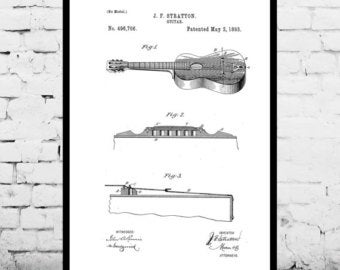 (No Model.)
J. F. STRATTON.
GUITAR.
No. 496,706.
Patented May 2, 1893.
Fig. 1
Fig. 2.
Fig. 3
WITNESSES
INVENTOR
ATTORNEY.